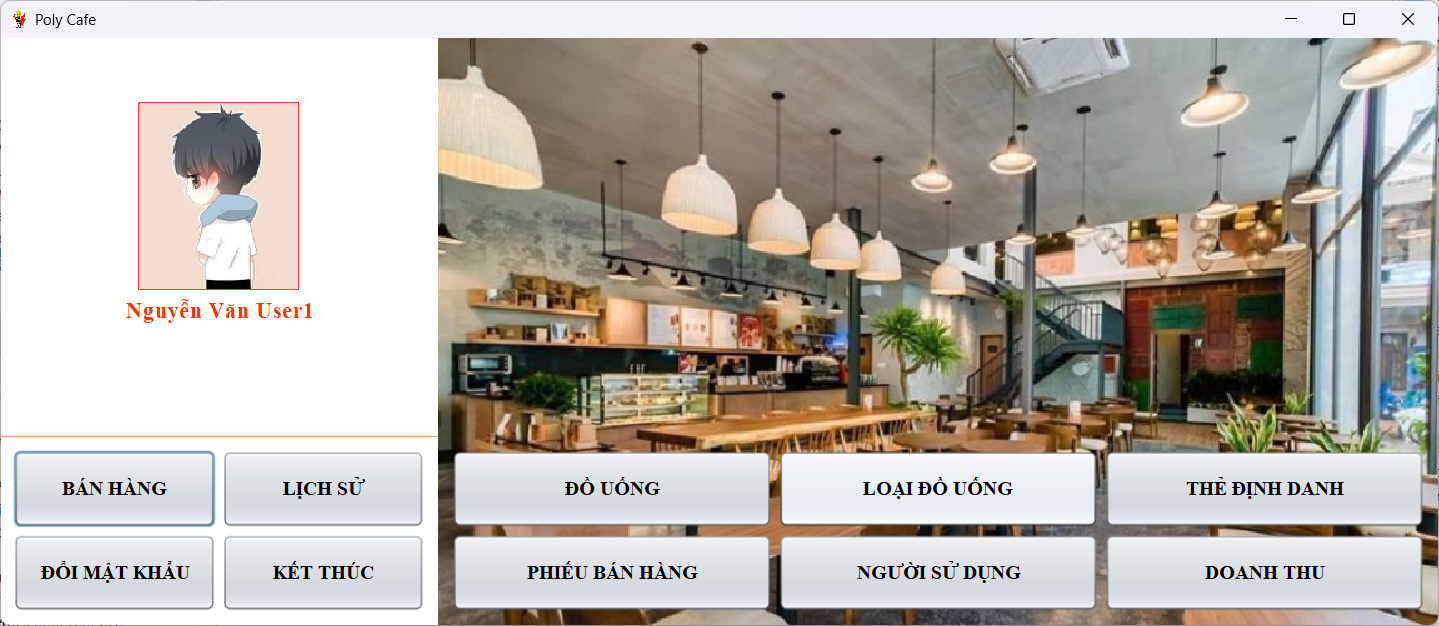 Poly Cafe
Nguyễn Văn User1
BÁN HÀNG
LỊCH SỬ
ĐỒ UỐNG
LOẠI ĐỒ UỐNG
THẺ ĐỊNH DANH
ĐỔI MẬT KHẨU
KẾT THÚC
PHIẾU BÁN HÀNG
NGƯỜI SỬ DỤNG
DOANH THU